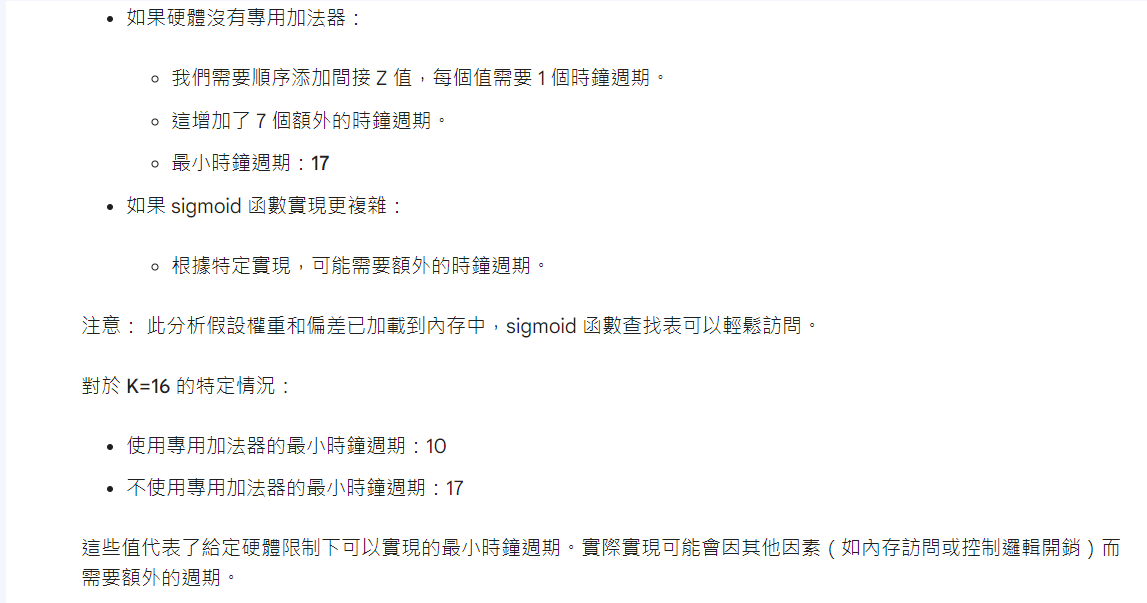 如果硬體沒有專用加法器：
我們需要順序添加間接 Z 值，每個值需要 1 個時鐘週期。
這增加了 7 個額外的時鐘週期。
最小時鐘週期：17
如果 sigmoid 函數實現更複雜：
根據特定實現，可能需要額外的時鐘週期。
注意： 此分析假設權重和偏差已加載到內存中，sigmoid 函數查找表可以輕鬆訪問。
對於 K=16 的特定情況：
使用專用加法器的最小時鐘週期：10
不使用專用加法器的最小時鐘週期：17
這些值代表了給定硬體限制下可以實現的最小時鐘週期。實際實現可能會因其他因素（如內存訪問或控制邏輯開銷）而
需要額外的週期。